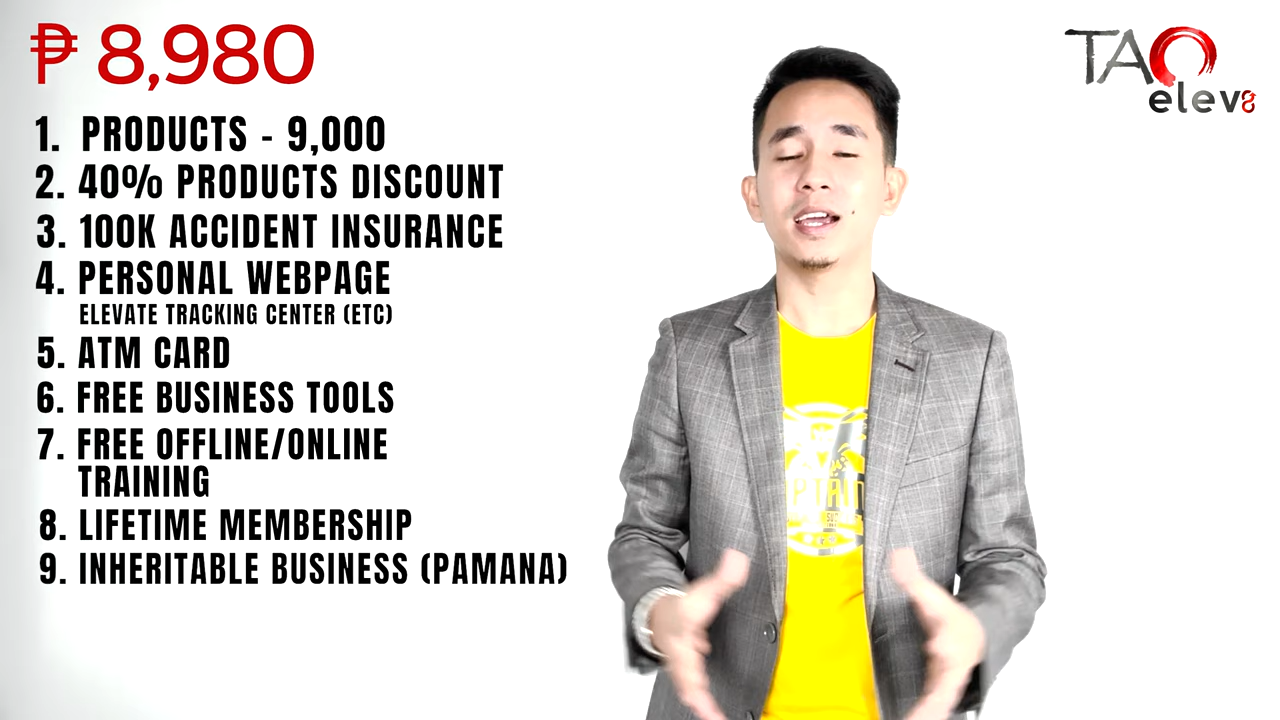 ₱ 8,980
1. PRODUCTS - 9,000
2. 40% PRODUCTS DISCOUNT
3. 100K ACCIDENT INSURANCE
4. PERSONAL WEBPAGE
ELEVATE TRACKING CENTER (ETC)
5. ATM CARD
6. FREE BUSINESS TOOLS
7. FREE OFFLINE/ONLINE
TRAINING
8. LIFETIME MEMBERSHIP
9. INHERITABLE BUSINESS (PAMANA)
TAO
elev8